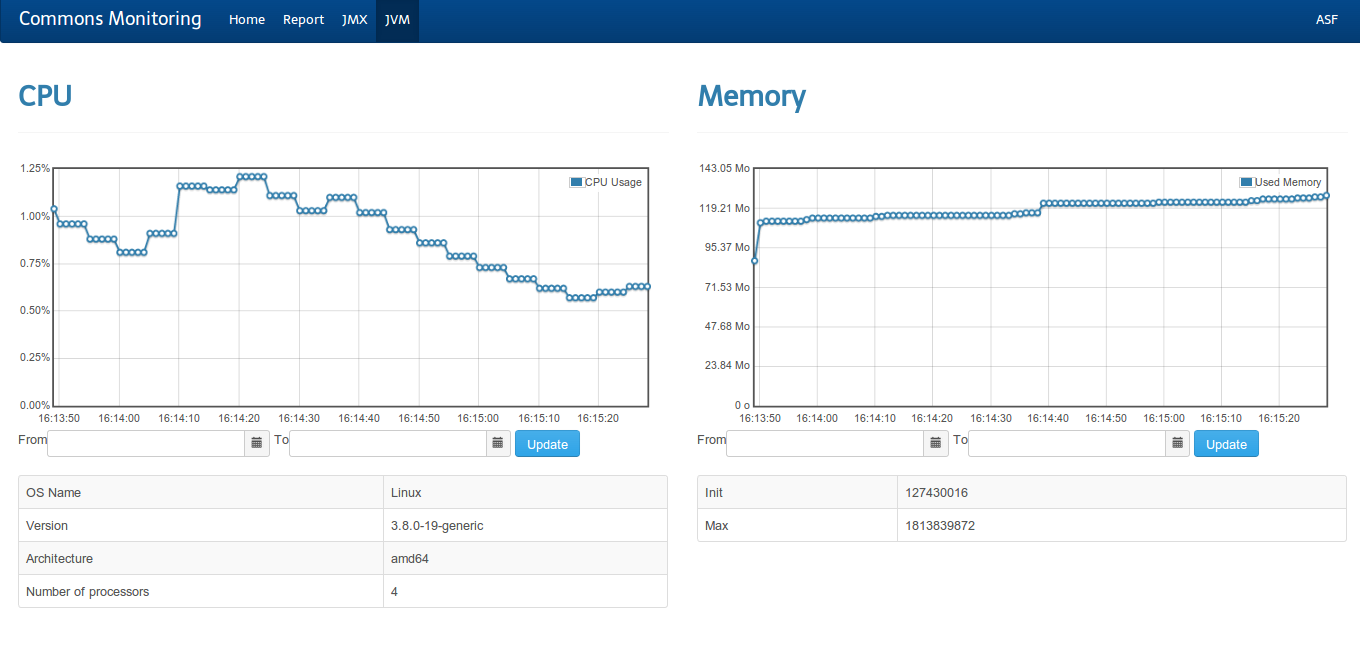 Commons Monitoring Home Report JMX JVM ASF
CPU
1.25%
1.00%
0.75%
0.50%
0.25%
0.00%
CPU Usage
16:13:50 16:14:00 16:14:10 16:14:20 16:14:30 16:14:40 16:14:50 16:15:00 16:15:10 16:15:20
From To Update
OS Name Linux
Version 3.8.0-19-generic
Architecture amd64
Number of processors 4
Memory
143.05 Mo
119.21 Mo
95.37 Mo
71.53 Mo
47.68 Mo
23.84 Mo
0 o
Used Memory
16:13:50 16:14:00 16:14:10 16:14:20 16:14:30 16:14:40 16:14:50 16:15:00 16:15:10 16:15:20
From To Update
Init 127430016
Max 1813839872